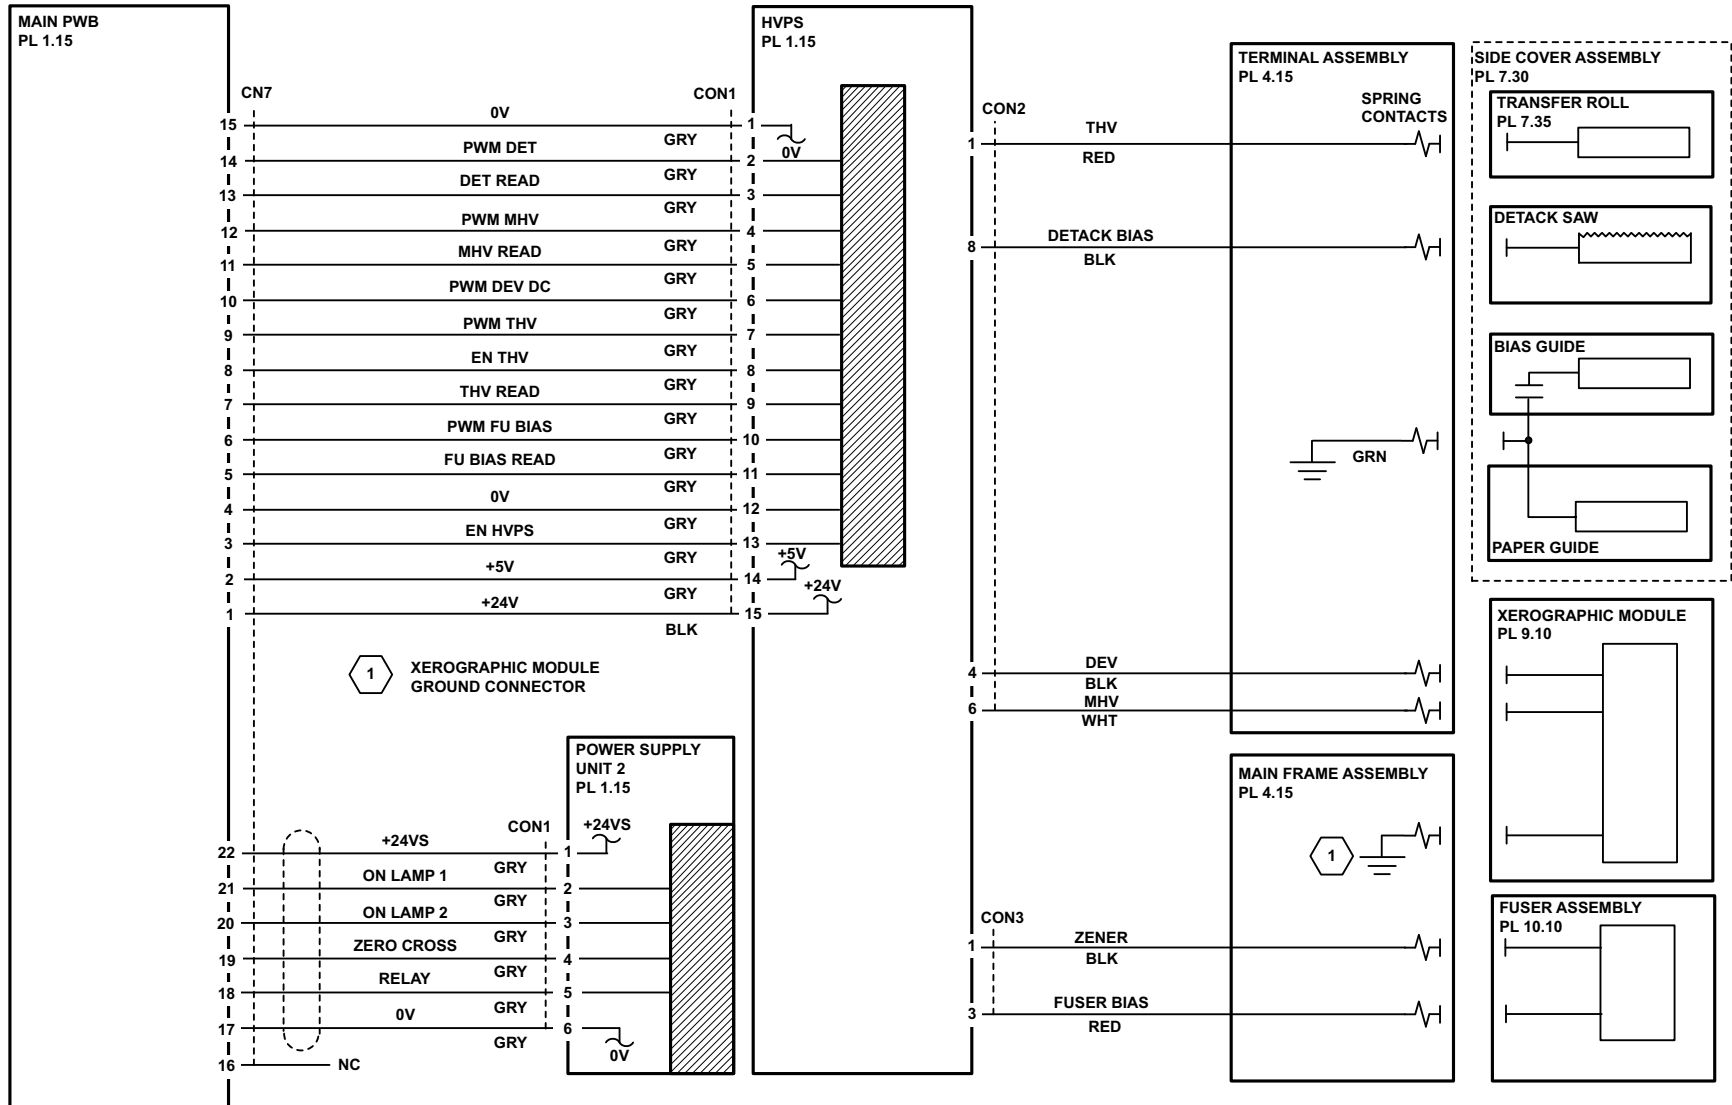 MAIN PWB
PL 1.15
CN7
CON1
HVPS
PL 1.15
15 0V GRY 1 0V
14 PWM DET GRY 2
13 DET READ GRY 3
12 PWM MHV GRY 4
11 MHV READ GRY 5
10 PWM DEV DC GRY 6
9 PWM THV GRY 7
8 EN THV GRY 8
7 THV READ GRY 9
6 PWM FU BIAS GRY 10
5 FU BIAS READ GRY 11
4 0V GRY 12
3 EN HVPS GRY 13
2 +5V GRY 14 +5V
1 +24V BLK 15 +24V
1 XEROGRAPHIC MODULE
GROUND CONNECTOR
POWER SUPPLY
UNIT 2
PL 1.15
CON1
22 +24VS GRY 1 +24VS
21 ON LAMP 1 GRY 2
20 ON LAMP 2 GRY 3
19 ZERO CROSS GRY 4
18 RELAY GRY 5
17 0V GRY 6 0V
16 NC
CON2
1 THV
RED
8 DETACK BIAS
BLK
4 DEV
BLK
6 MHV
WHT
CON3
1 ZENER
BLK
3 FUSER BIAS
RED
TERMINAL ASSEMBLY
PL 4.15
SPRING
CONTACTS
GRN
MAIN FRAME ASSEMBLY
PL 4.15
1
SIDE COVER ASSEMBLY
PL 7.30
TRANSFER ROLL
PL 7.35
DETACK SAW
BIAS GUIDE
PAPER GUIDE
XEROGRAPHIC MODULE
PL 9.10
FUSER ASSEMBLY
PL 10.10